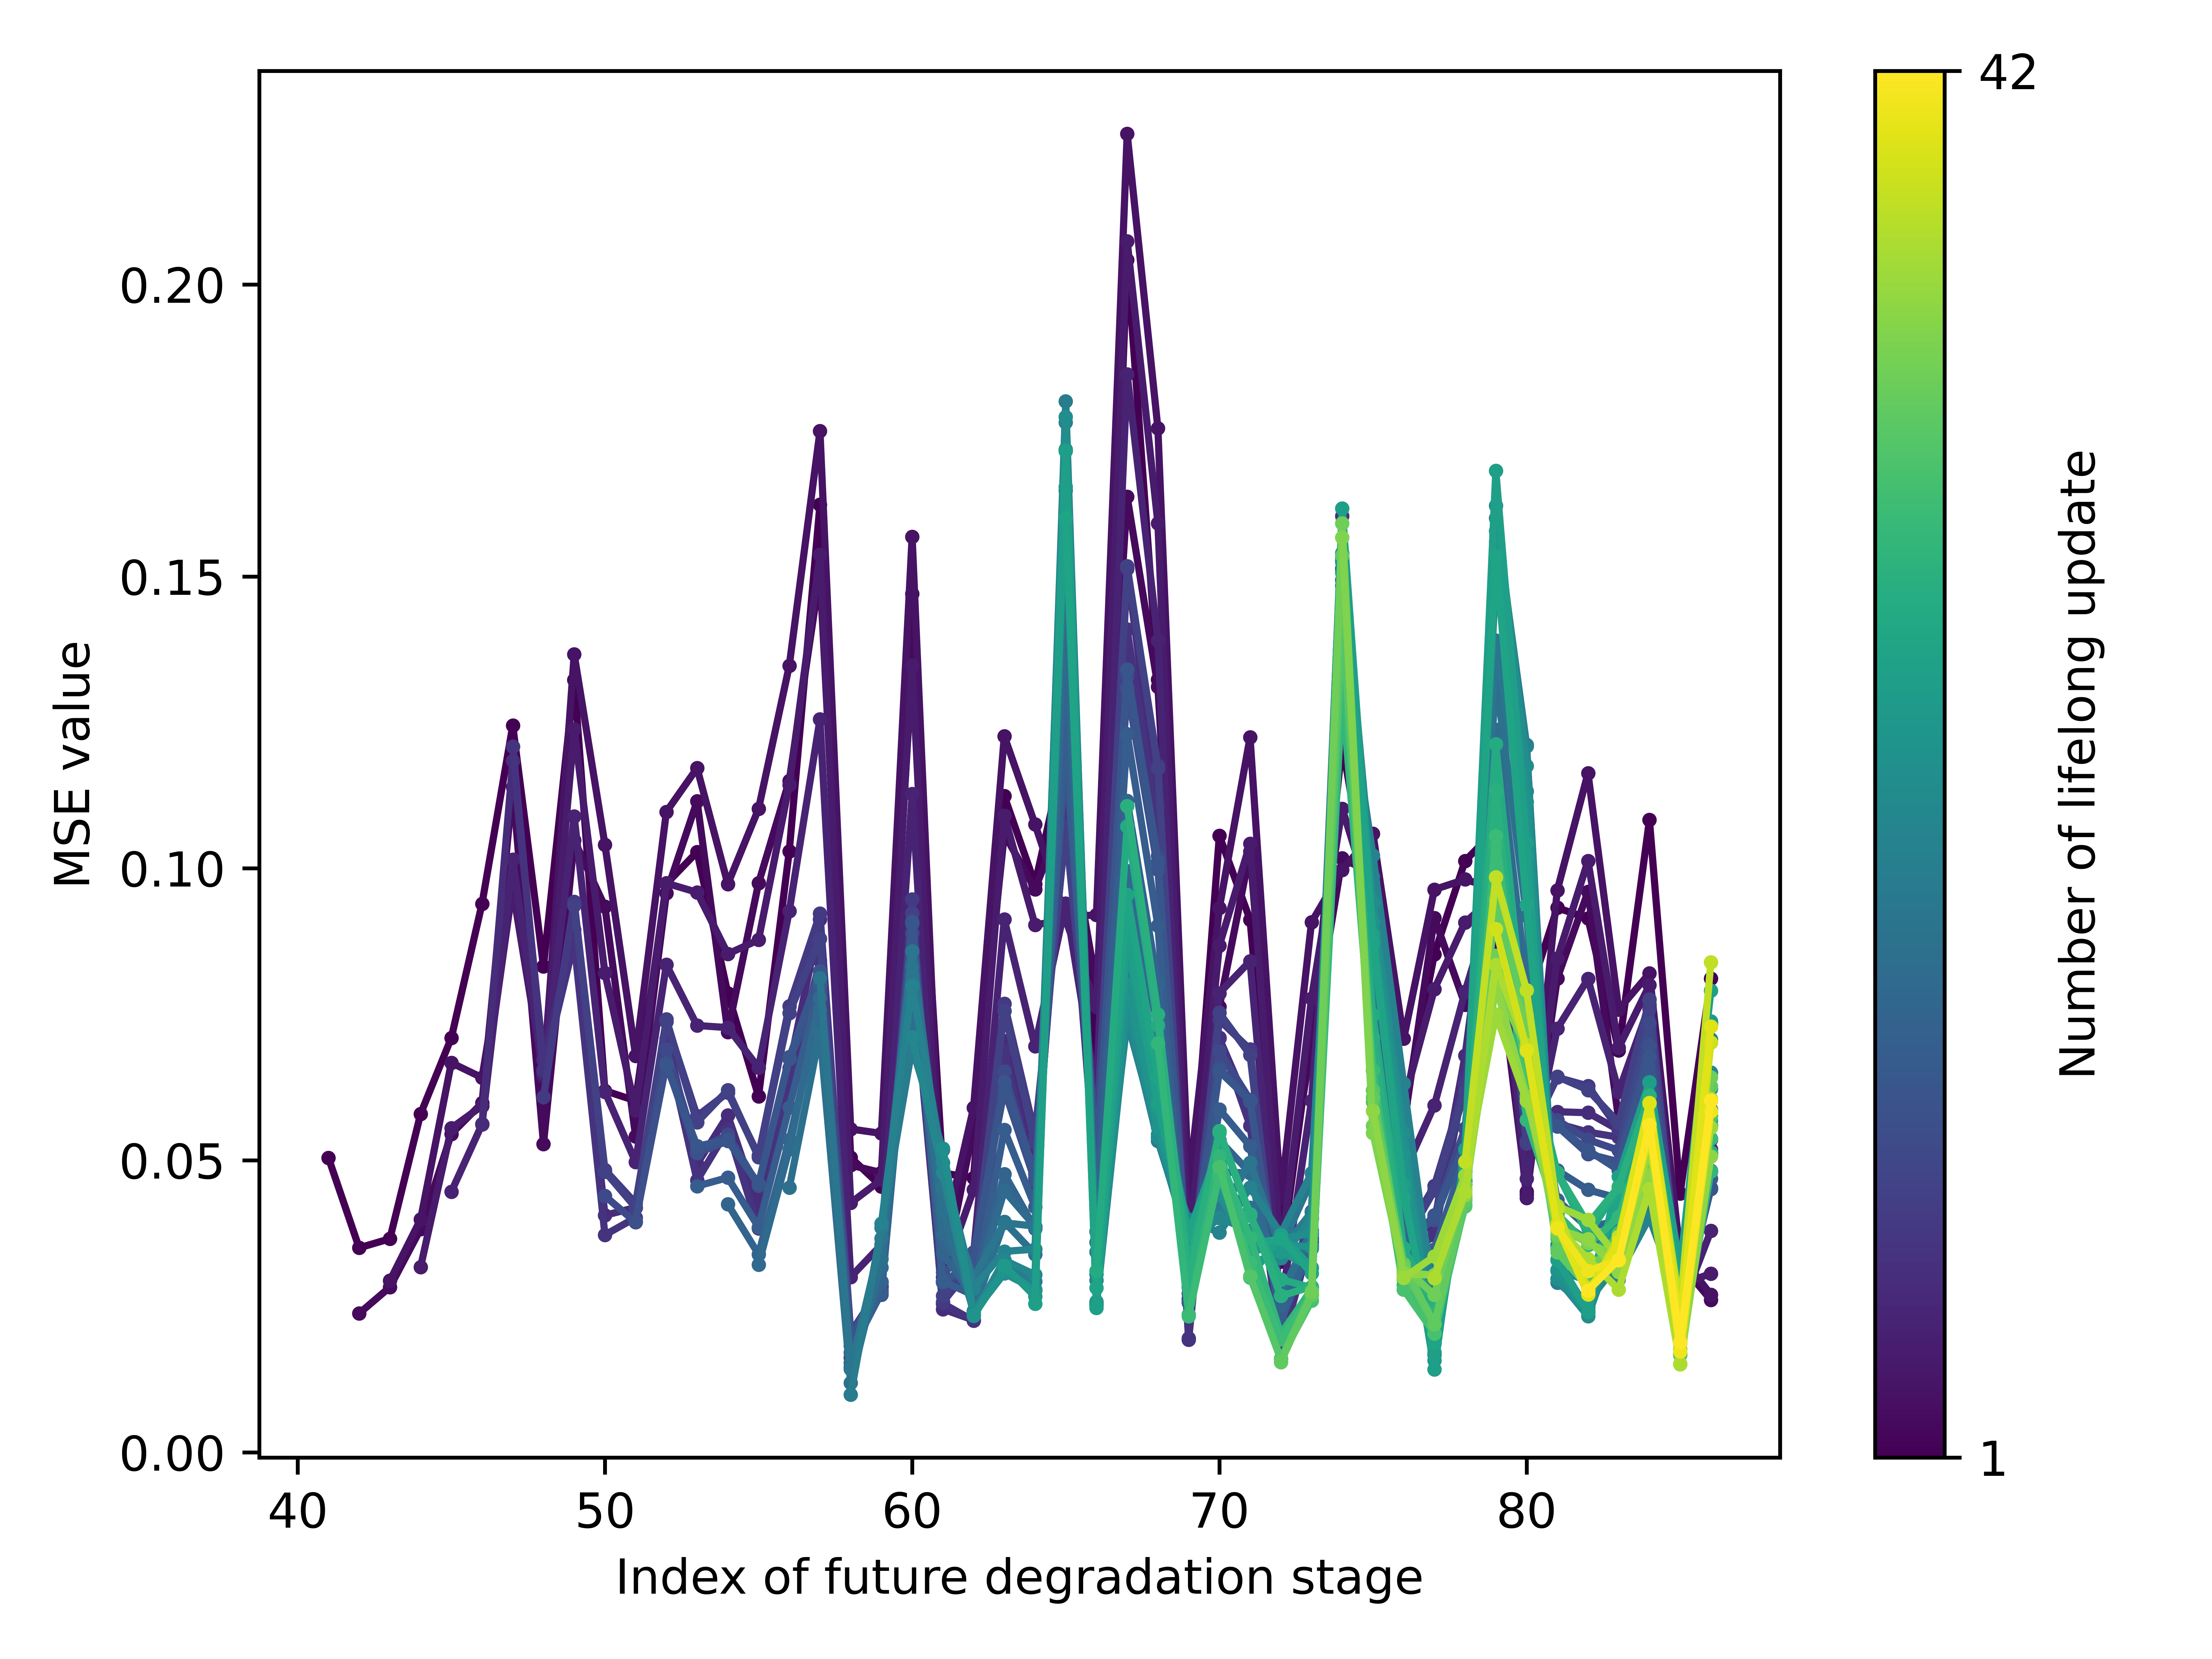 MSE value
0.20
0.15
0.10
0.05
0.00
40 50 60 70 80
Index of future degradation stage
42
1
Number of lifelong update